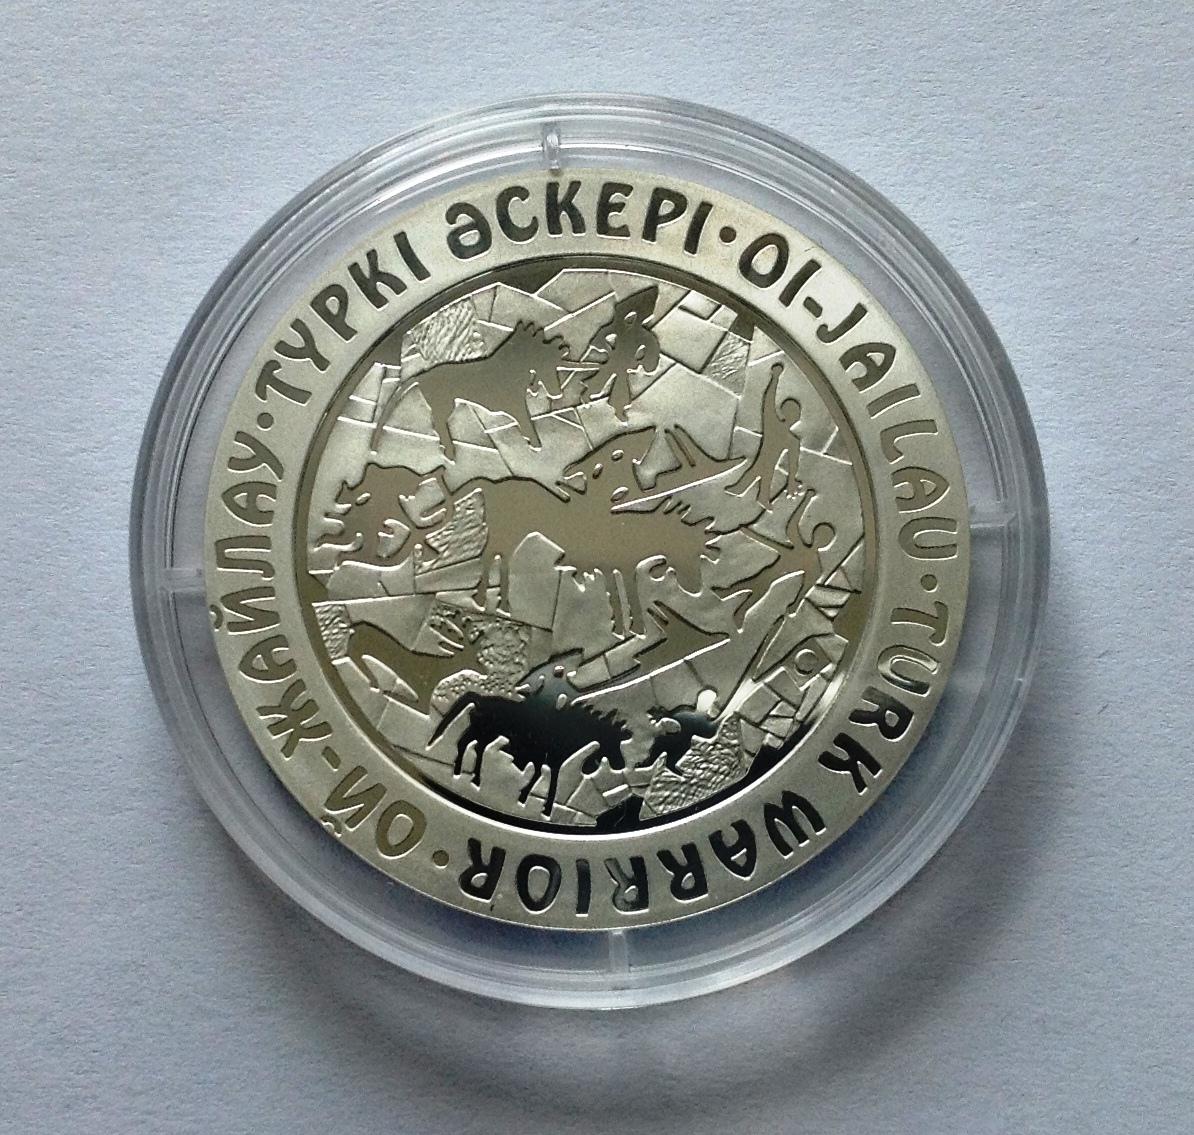 ОЙ-ЖАЙЛАУ · ТҮРКІ ӘСКЕРІ · OI-JAILAU · TURK WARRIOR ·